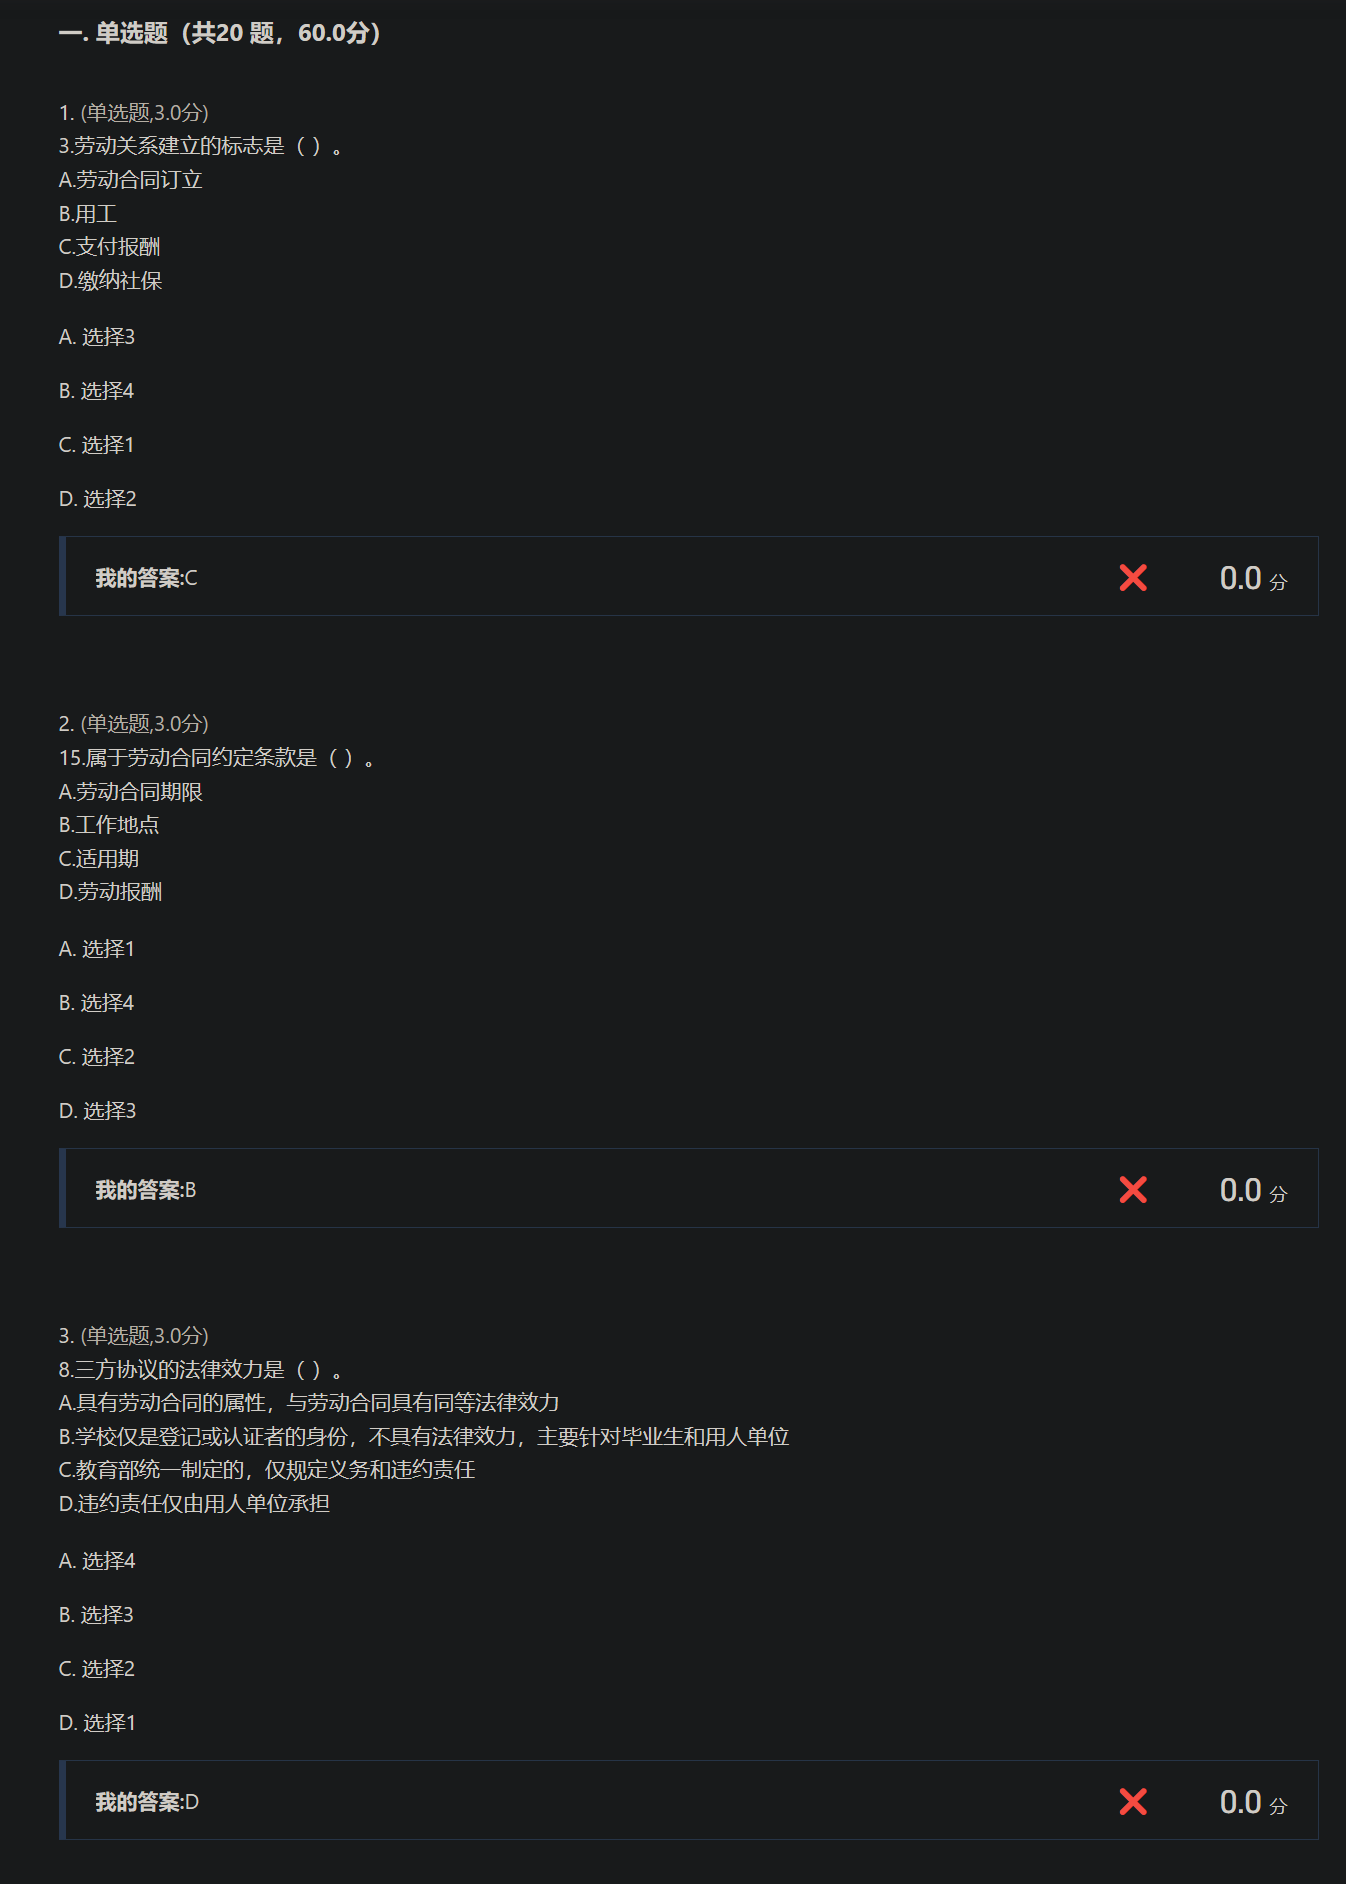 一. 单选题（共20 题，60.0分）
1. (单选题,3.0分)
3.劳动关系建立的标志是（ ）。
A.劳动合同订立
B.用工
C.支付报酬
D.缴纳社保
A. 选择3
B. 选择4
C. 选择1
D. 选择2
我的答案:C 0.0 分
2. (单选题,3.0分)
15.属于劳动合同约定条款是（ ）。
A.劳动合同期限
B.工作地点
C.适用期
D.劳动报酬
A. 选择1
B. 选择4
C. 选择2
D. 选择3
我的答案:B 0.0 分
3. (单选题,3.0分)
8.三方协议的法律效力是（ ）。
A.具有劳动合同的属性，与劳动合同具有同等法律效力
B.学校仅是登记或认证者的身份，不具有法律效力，主要针对毕业生和用人单位
C.教育部统一制定的，仅规定义务和违约责任
D.违约责任仅由用人单位承担
A. 选择4
B. 选择3
C. 选择2
D. 选择1
我的答案:D 0.0 分